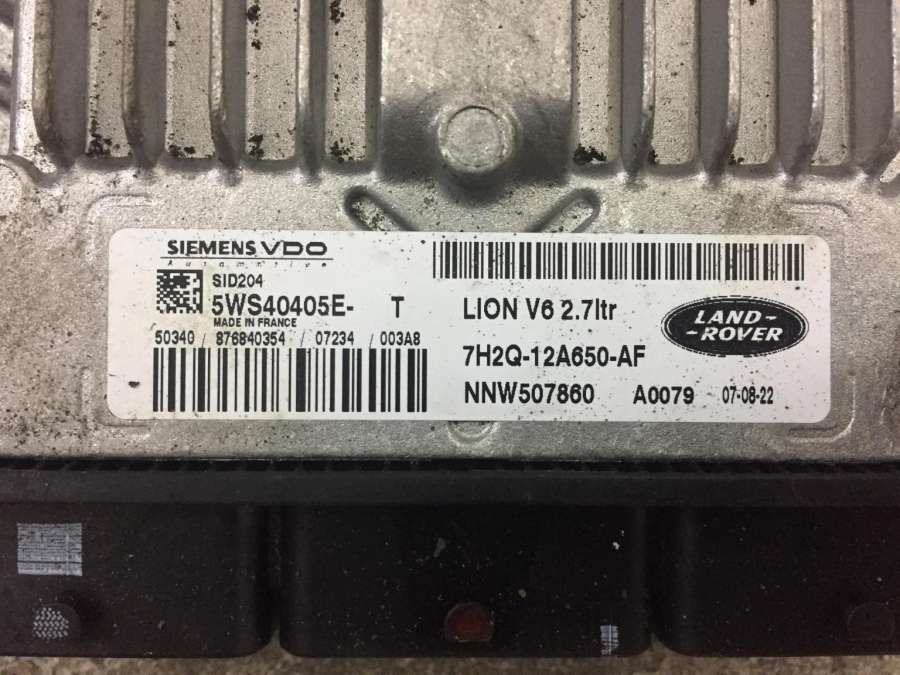 SIEMENS VDO
Automotive
SID204
5WS40405E- T
MADE IN FRANCE
50340 / 876840354 / 07234 / 003A8
LION V6 2.7ltr
7H2Q-12A650-AF
NNW507860 A0079 07-08-22
LAND-
-ROVER